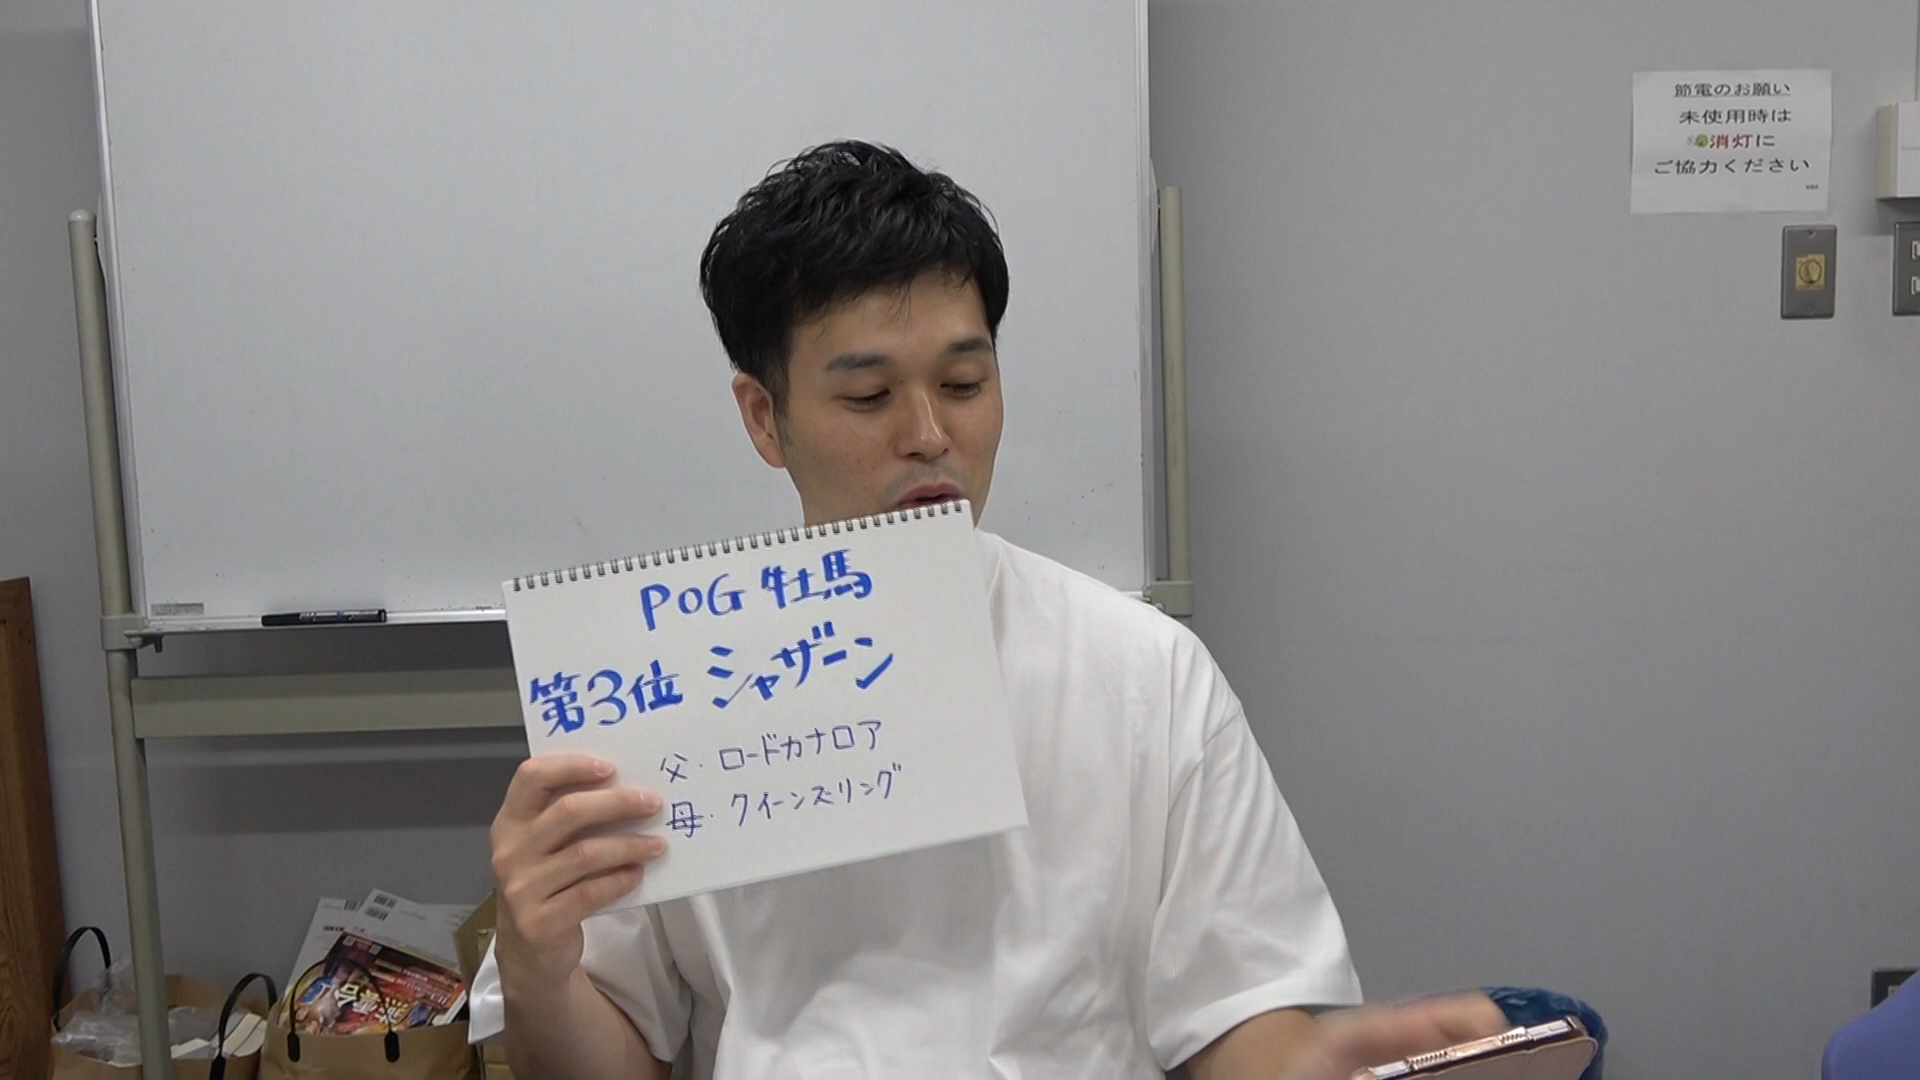 節電のお願い
未使用時は
消灯に
ご協力ください
POG 牡馬
第3位 シャザーン
父・ロードカナロア
母・クイーンズリング